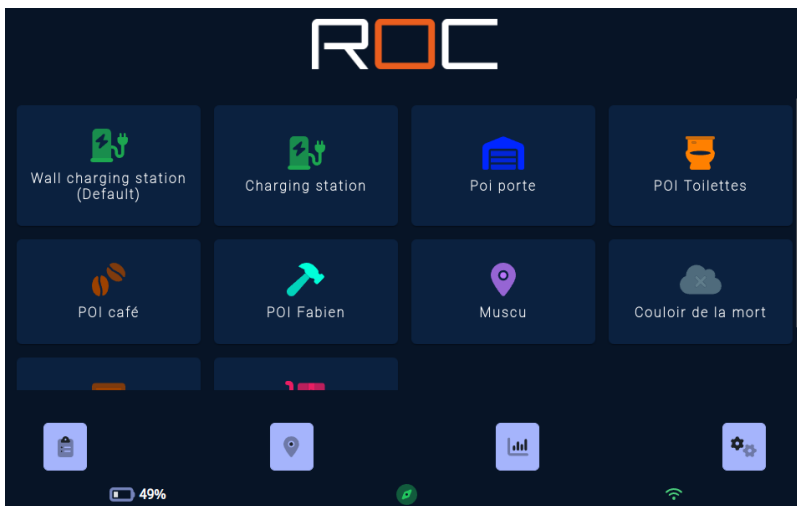 ROC
Wall charging station
(Default)
Charging station
Poi porte
POI Toilettes
POI café
POI Fabien
Muscu
Couloir de la mort
49%